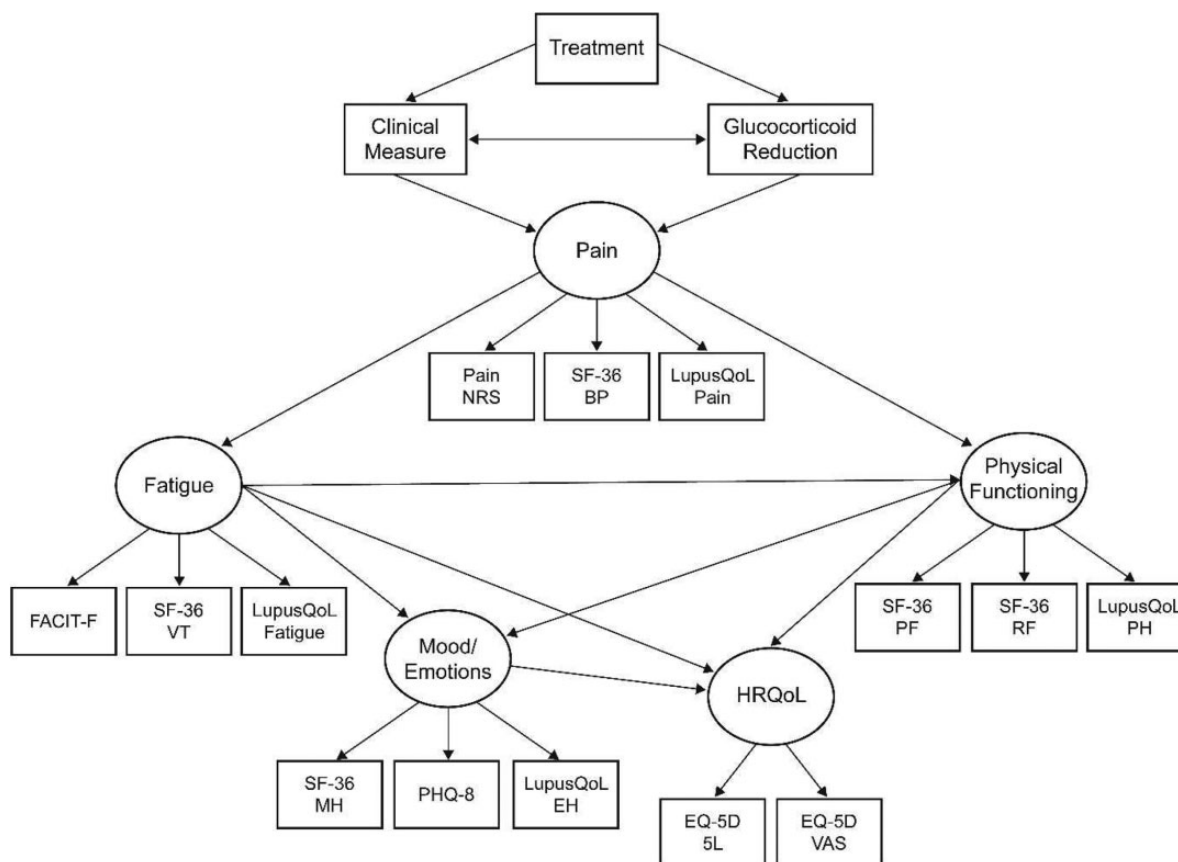 Treatment
Clinical
Measure
Glucocorticoid
Reduction
Pain
Pain
NRS
SF-36
BP
LupusQoL
Pain
Fatigue
Physical
Functioning
FACIT-F
SF-36
VT
LupusQoL
Fatigue
SF-36
PF
SF-36
RF
LupusQoL
PH
Mood/
Emotions
HRQoL
SF-36
MH
PHQ-8
LupusQoL
EH
EQ-5D
5L
EQ-5D
VAS